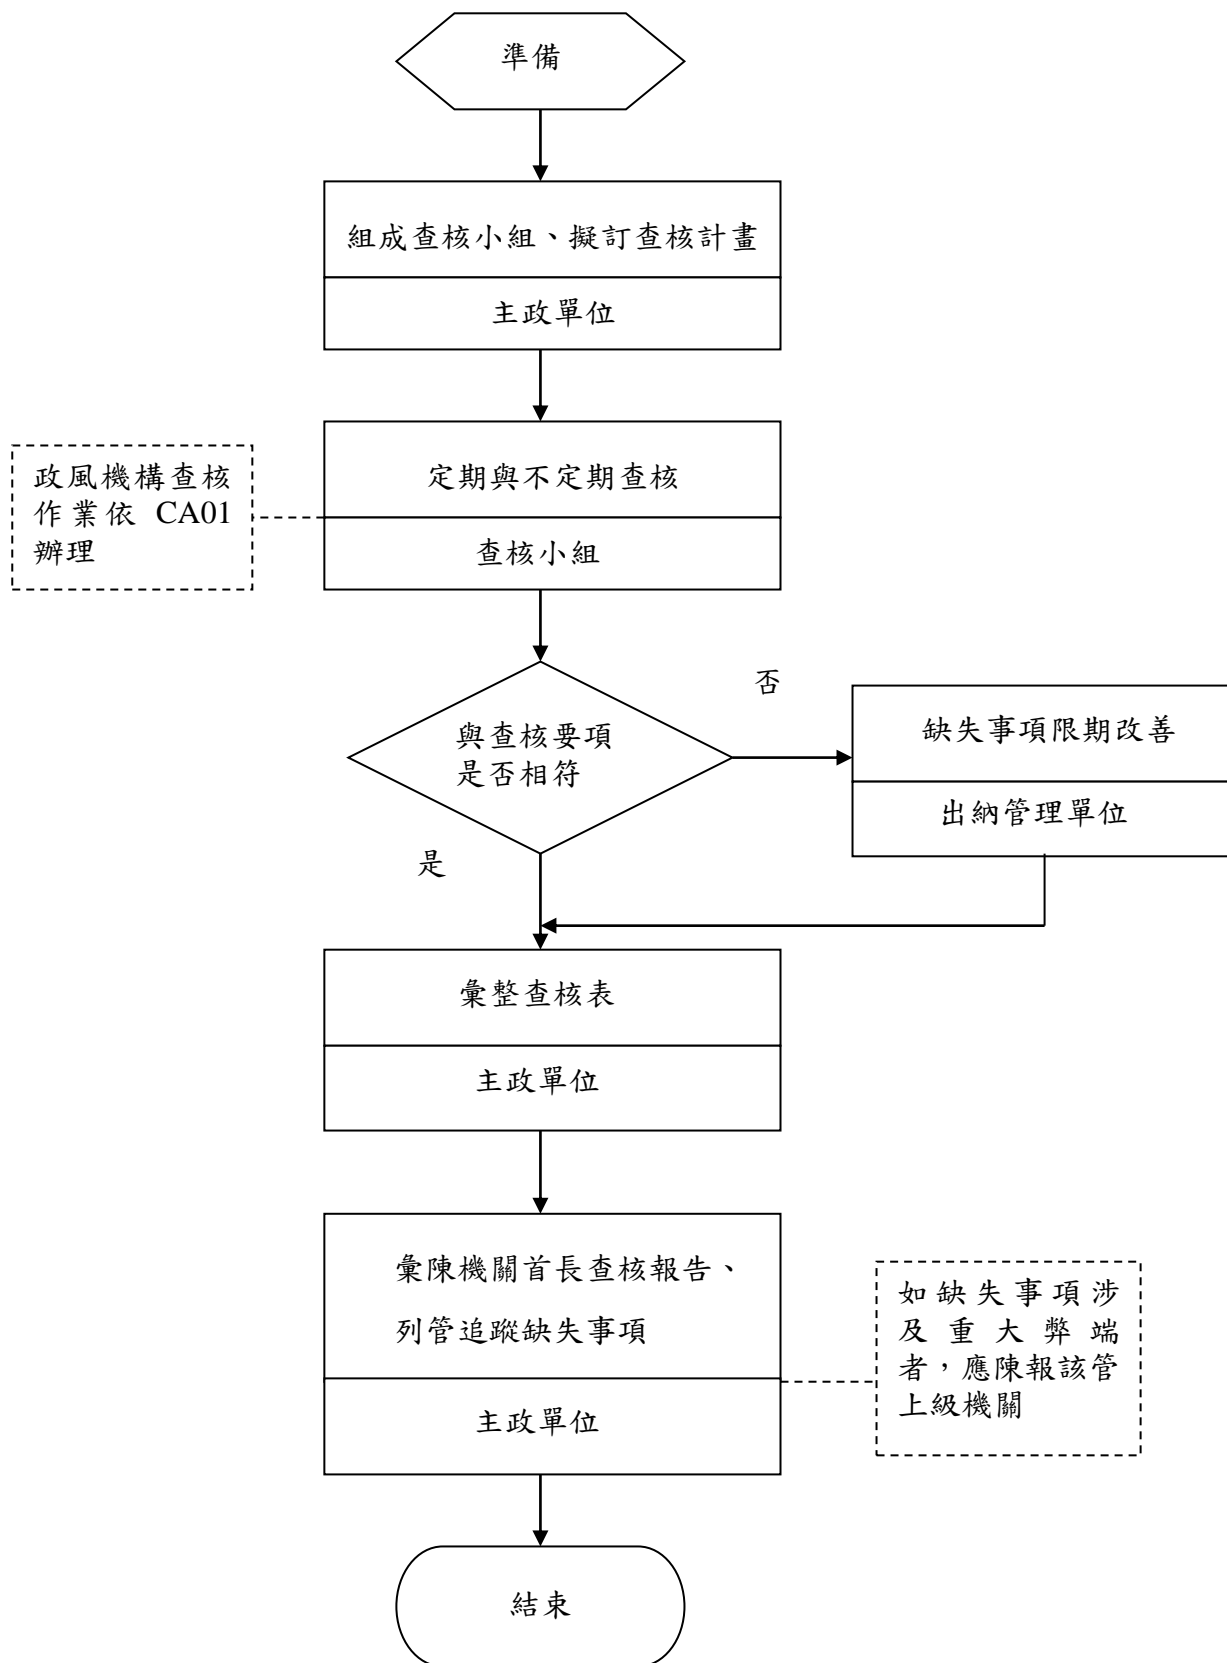 準備
組成查核小組、擬訂查核計畫
主政單位
定期與不定期查核
查核小組
政風機構查核
作業依 CA01
辦理
與查核要項
是否相符
否
缺失事項限期改善
出納管理單位
是
彙整查核表
主政單位
彙陳機關首長查核報告、
列管追蹤缺失事項
主政單位
如缺失事項涉
及重大弊端
者，應陳報該管
上級機關
結束